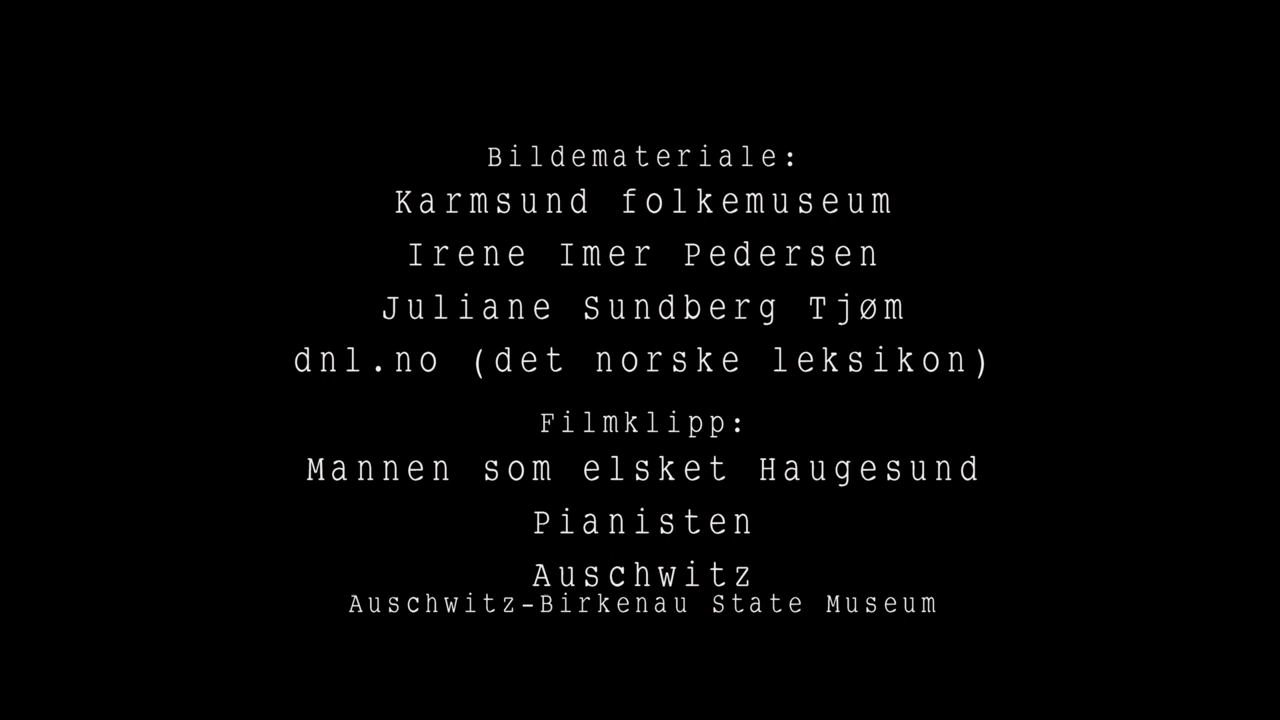 Bildemateriale:
Karmsund folkemuseum
Irene Imer Pedersen
Juliane Sundberg Tjøm
dnl.no (det norske leksikon)
Filmklipp:
Mannen som elsket Haugesund
Pianisten
Auschwitz
Auschwitz-Birkenau State Museum